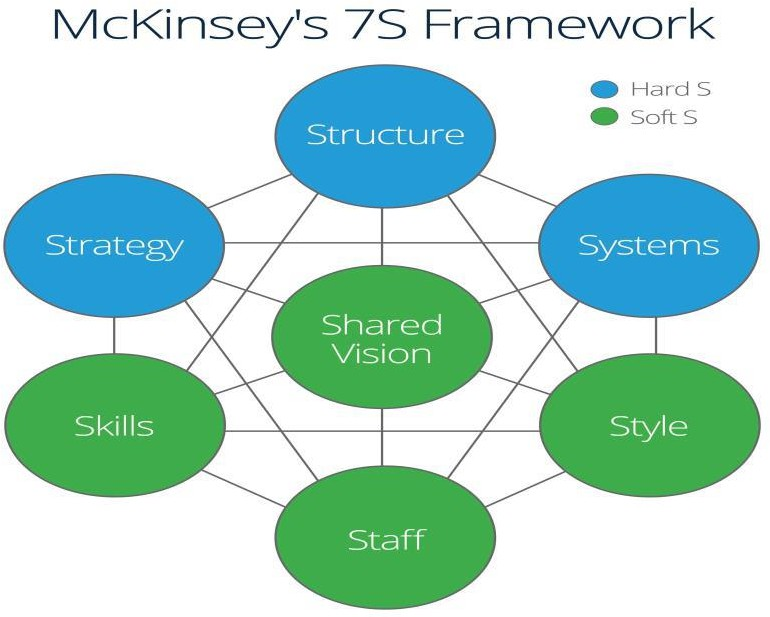 McKinsey's 7S Framework
Hard S
Soft S
Structure
Strategy
Systems
Shared
Vision
Skills
Style
Staff